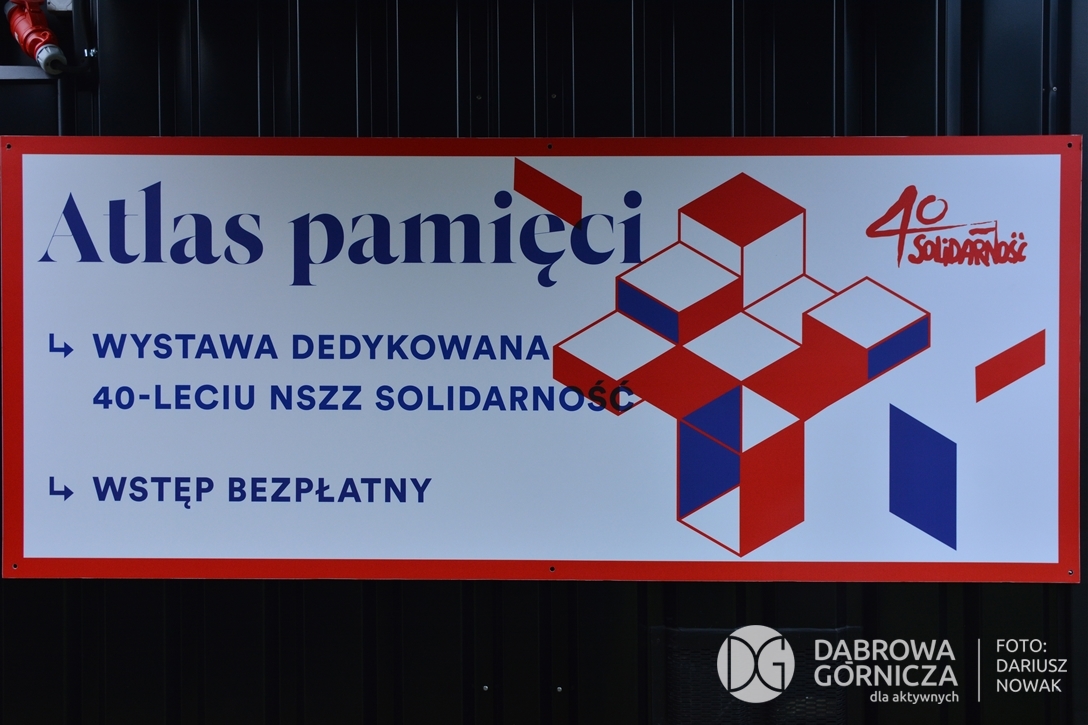 Atlas pamięci
40
SOLIDARNOŚĆ
↳ WYSTAWA DEDYKOWANA
40-LECIU NSZZ SOLIDARNOŚĆ
↳ WSTĘP BEZPŁATNY
DG
DĄBROWA
GÓRNICZA
dla aktywnych
FOTO:
DARIUSZ
NOWAK